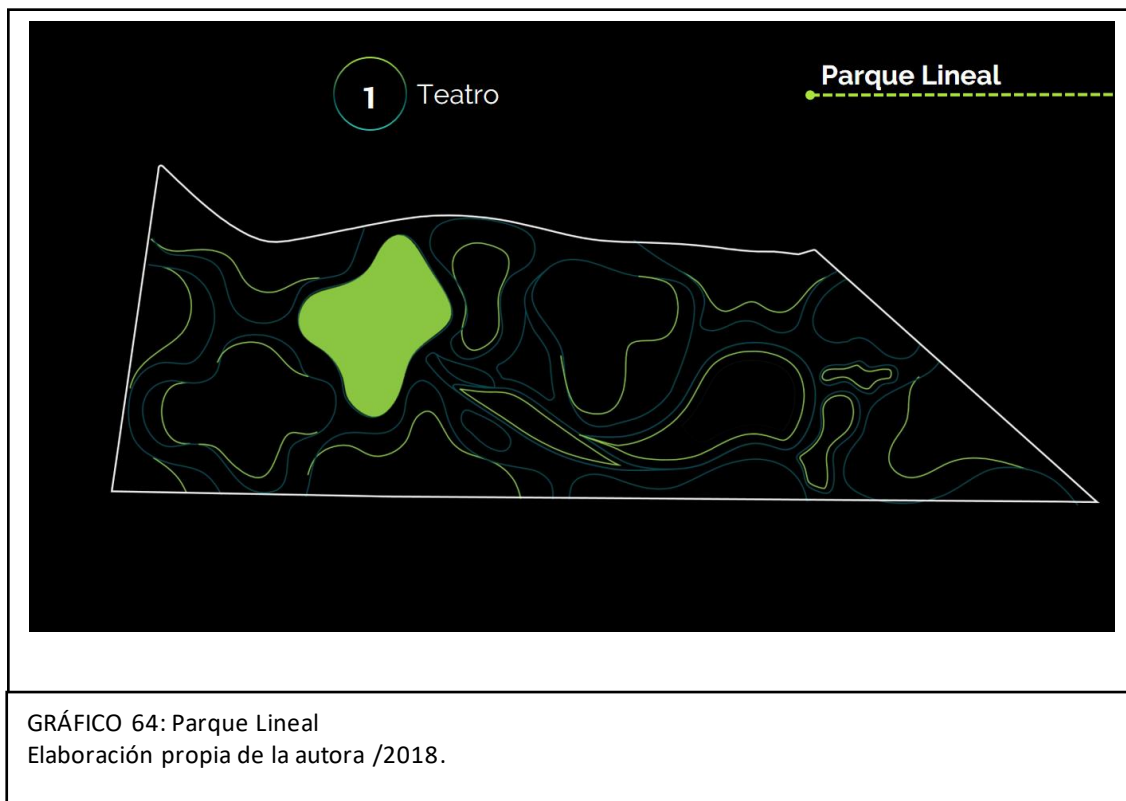 1 Teatro
Parque Lineal
GRÁFICO 64: Parque Lineal
Elaboración propia de la autora /2018.